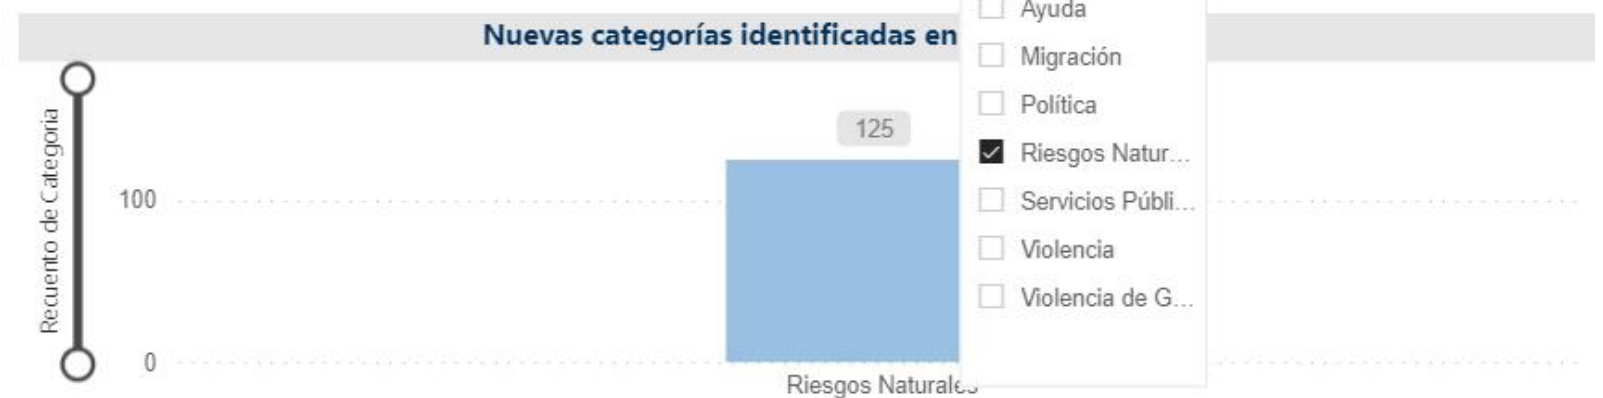 Nuevas categorías identificadas en
Recuento de Categoria
125
100
0
Riesgos Naturales
Ayuda
Migración
Política
Riesgos Natur...
Servicios Públi...
Violencia
Violencia de G...